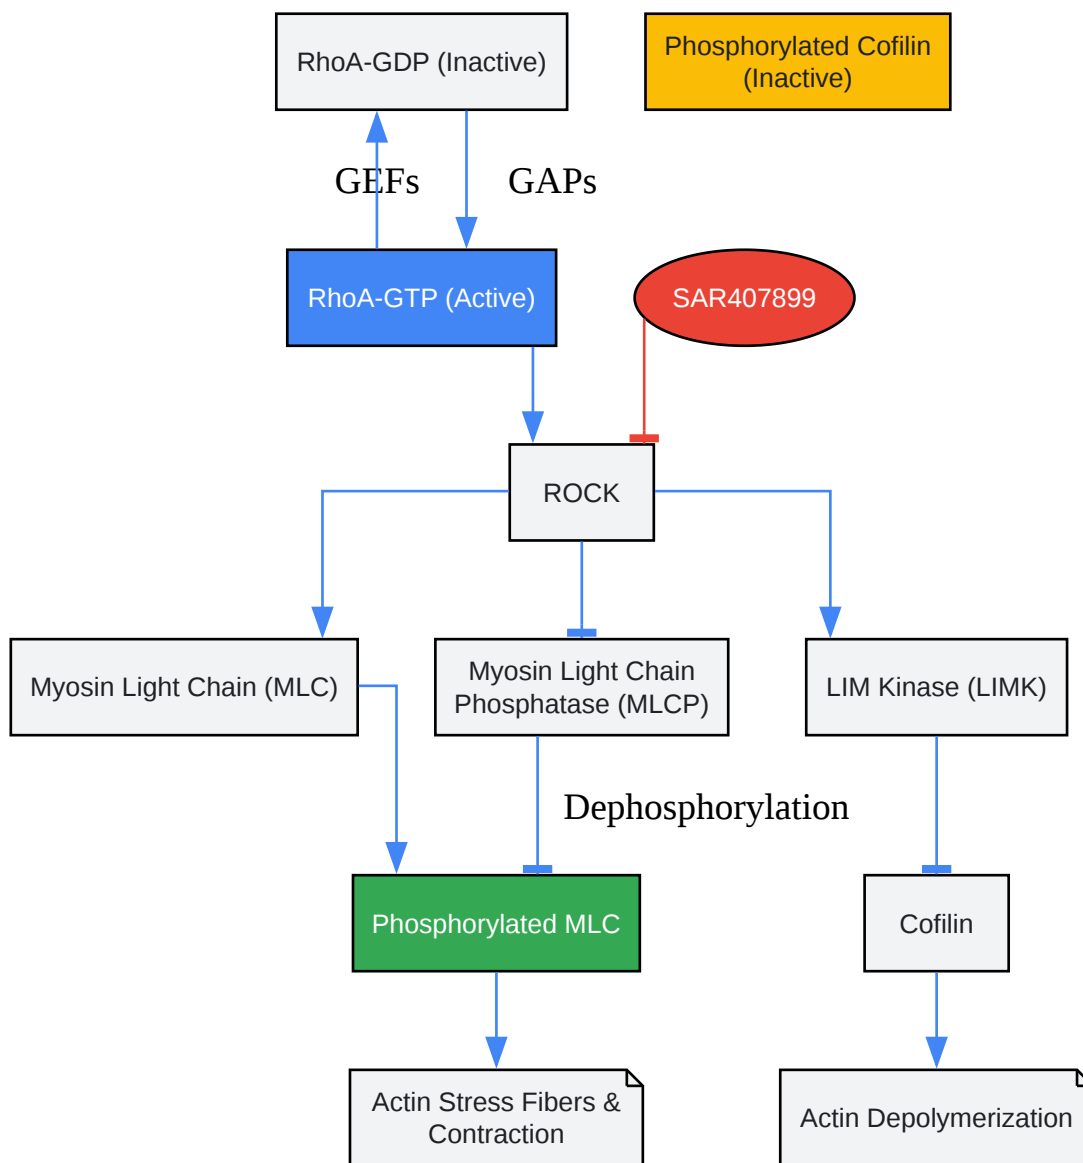 RhoA-GDP (Inactive)
Phosphorylated Cofilin
(Inactive)
GEFs
GAPs
RhoA-GTP (Active)
SAR407899
ROCK
Myosin Light Chain (MLC)
Myosin Light Chain
Phosphatase (MLCP)
LIM Kinase (LIMK)
Dephosphorylation
Phosphorylated MLC
Cofilin
Actin Stress Fibers &
Contraction
Actin Depolymerization